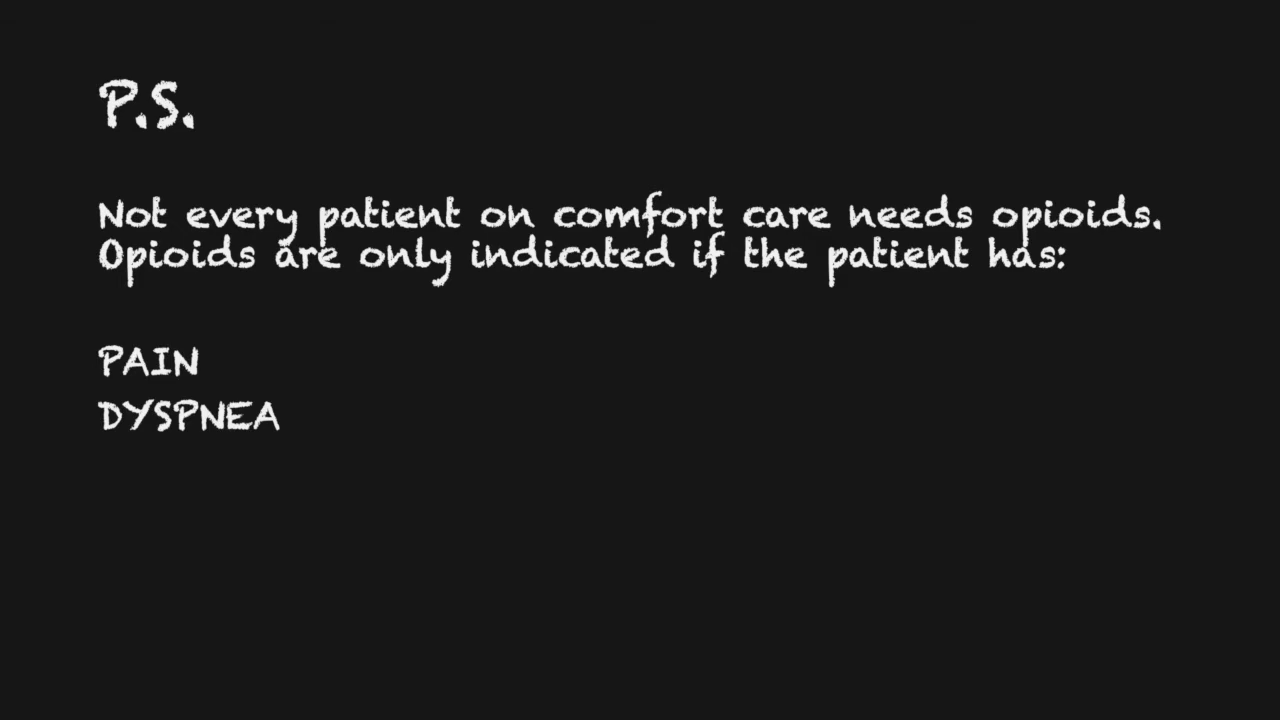 P.S.
Not every patient on comfort care needs opioids.
Opioids are only indicated if the patient has:
PAIN
DYSPNEA